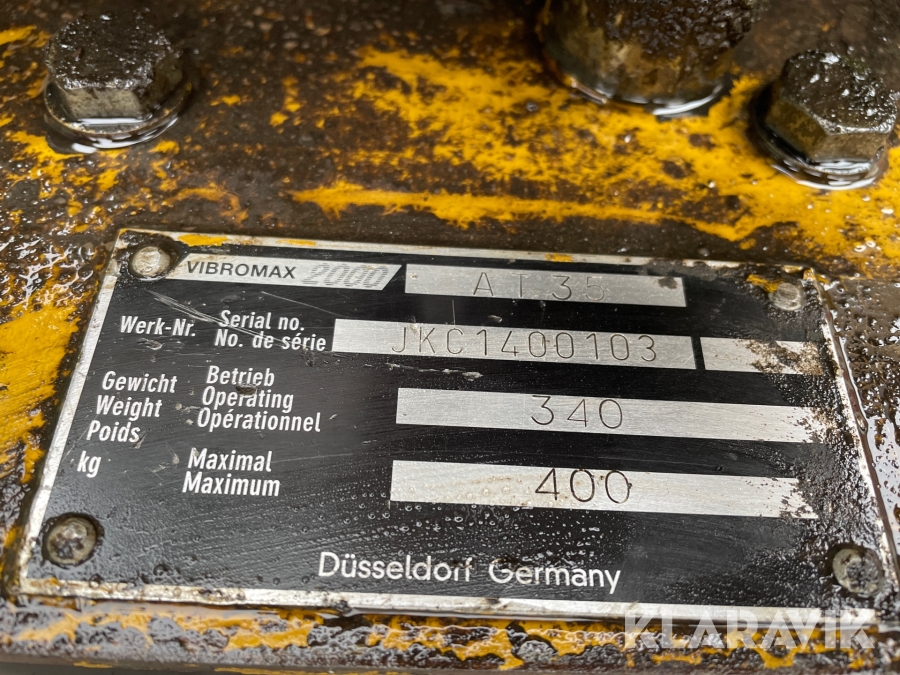 VIBROMAX 2000 AT 35
Werk-Nr. Serial no. JKC1400103
No. de série
Gewicht Betrieb
Weight Operating 340
Poids Opérationnel
kg Maximal 400
Maximum
Düsseldorf Germany
KLARAVIK